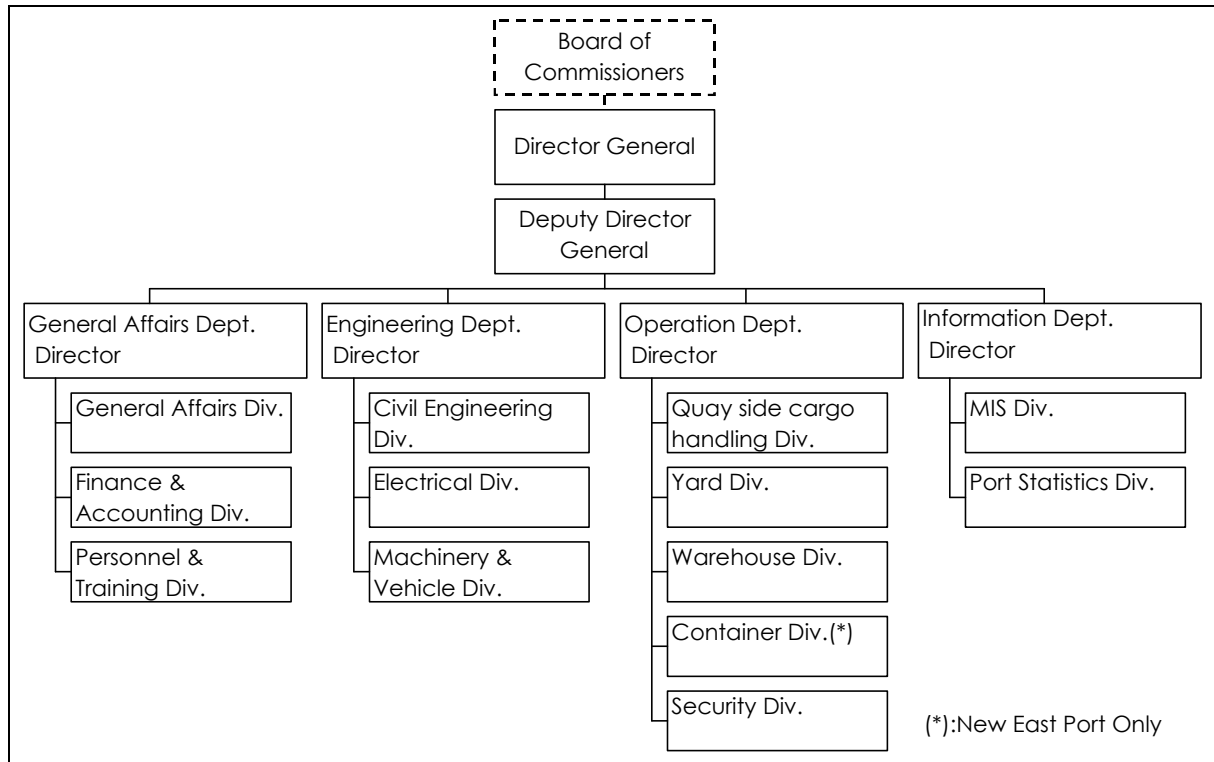 Board of
Commissioners
Director General
Deputy Director
General
General Affairs Dept.
Director
General Affairs Div.
Finance &
Accounting Div.
Personnel &
Training Div.
Engineering Dept.
Director
Civil Engineering
Div.
Electrical Div.
Machinery &
Vehicle Div.
Operation Dept.
Director
Quay side cargo
handling Div.
Yard Div.
Warehouse Div.
Container Div.(*)
Security Div.
Information Dept.
Director
MIS Div.
Port Statistics Div.
(*):New East Port Only